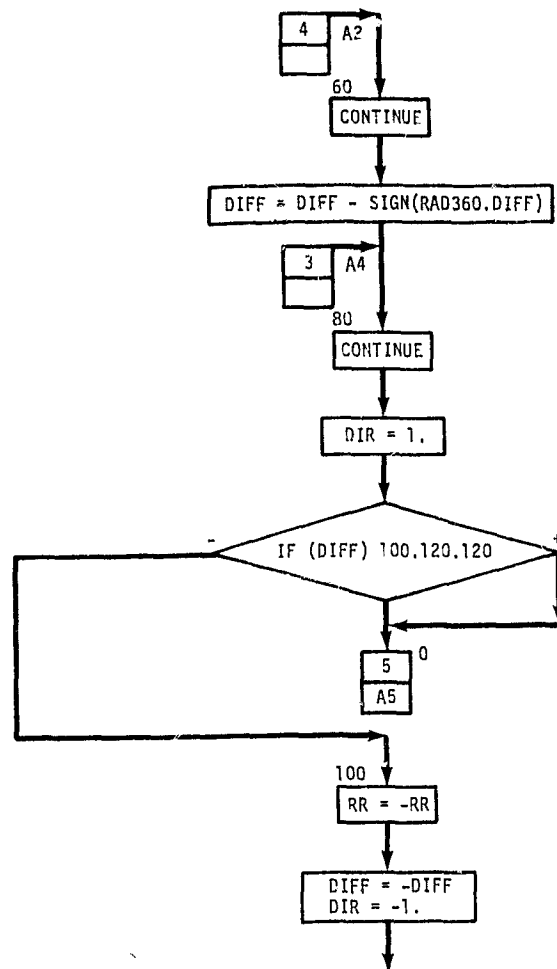 4 A2
60
CONTINUE
DIFF = DIFF - SIGN(RAD360.DIFF)
3 A4
80
CONTINUE
DIR = 1.
- +
IF (DIFF) 100,120,120
5 0
A5
100
RR = -RR
DIFF = -DIFF
DIR = -1.